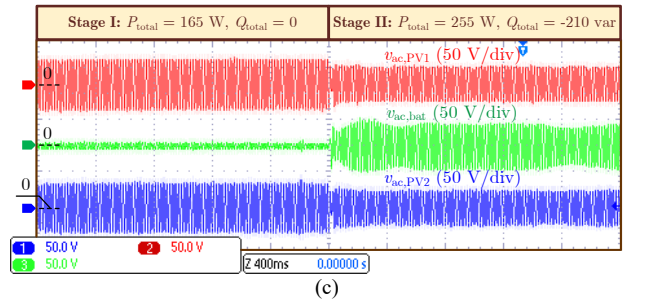 Stage I: P_total = 165 W, Q_total = 0
Stage II: P_total = 255 W, Q_total = -210 var
v_ac,PV1 (50 V/div)
0
v_ac,bat (50 V/div)
0
v_ac,PV2 (50 V/div)
0
1 50.0 V 2 50.0 V
3 50.0 V
Z 400ms 0.00000 s
(c)